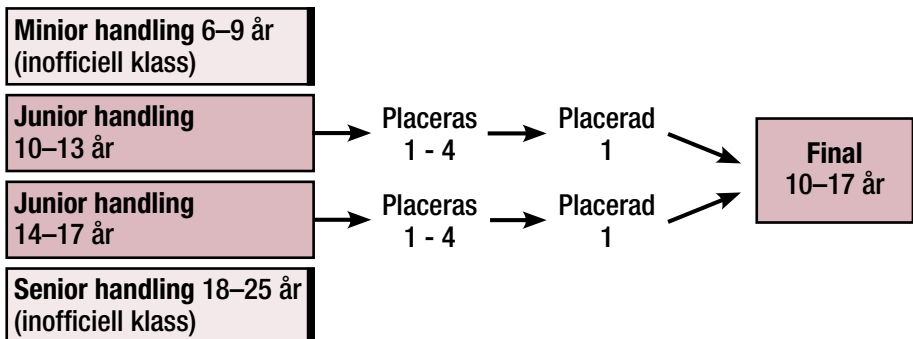 Minior handling 6–9 år
(inofficiell klass)
Junior handling
10–13 år
Placeras
1 - 4
Placerad
1
Junior handling
14–17 år
Placeras
1 - 4
Placerad
1
Final
10–17 år
Senior handling 18–25 år
(inofficiell klass)